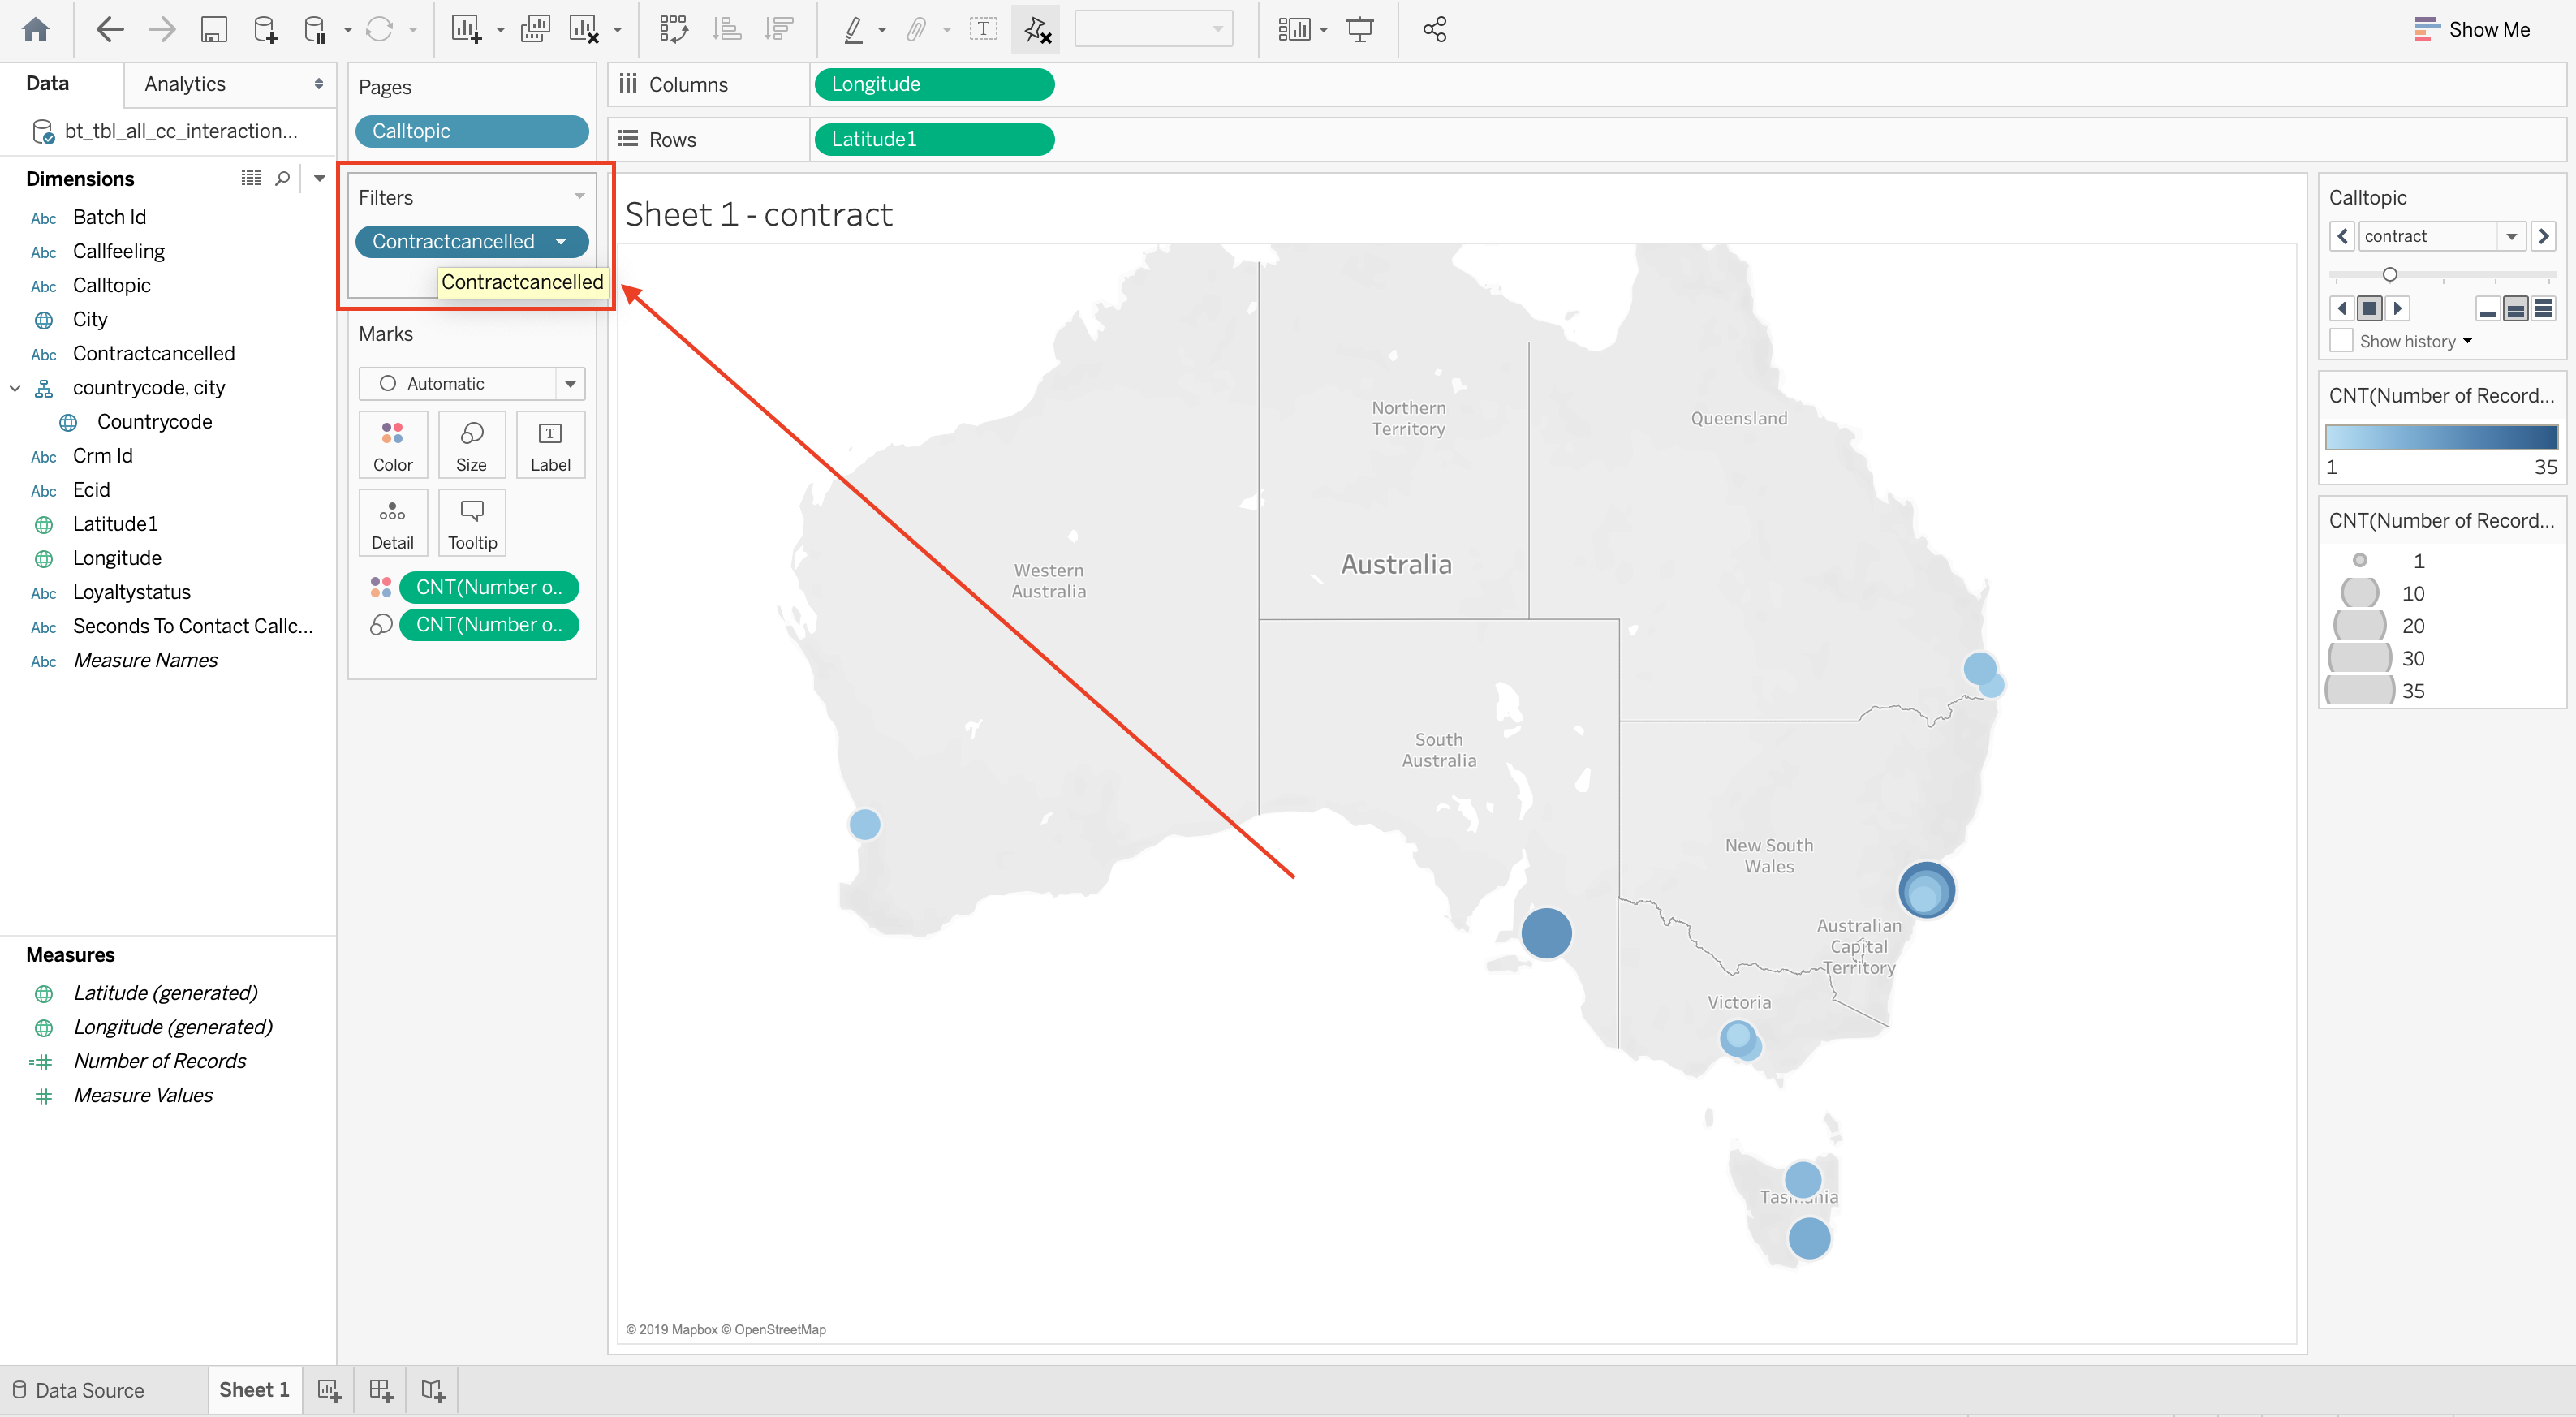 Show Me
Data
Analytics
bt_tbl_all_cc_interaction...
Dimensions
Abc Batch Id
Abc Callfeeling
Abc Calltopic
City
Abc Contractcancelled
countrycode, city
Countrycode
Abc Crm Id
Abc Ecid
Latitude1
Longitude
Abc Loyaltystatus
Abc Seconds To Contact Callc...
Abc Measure Names
Measures
Latitude (generated)
Longitude (generated)
=# Number of Records
# Measure Values
Pages
Calltopic
Filters
Contractcancelled
Contractcancelled
Marks
Automatic
Color
Size
T
Label
Detail
Tooltip
CNT(Number o..
CNT(Number o..
Columns
Longitude
Rows
Latitude1
Sheet 1 - contract
Northern
Territory
Queensland
Western
Australia
Australia
South
Australia
New South
Wales
Australian
Capital
Territory
Victoria
© 2019 Mapbox © OpenStreetMap
Calltopic
contract
Show history
CNT(Number of Record...
1
35
CNT(Number of Record...
1
10
20
30
35
Data Source
Sheet 1